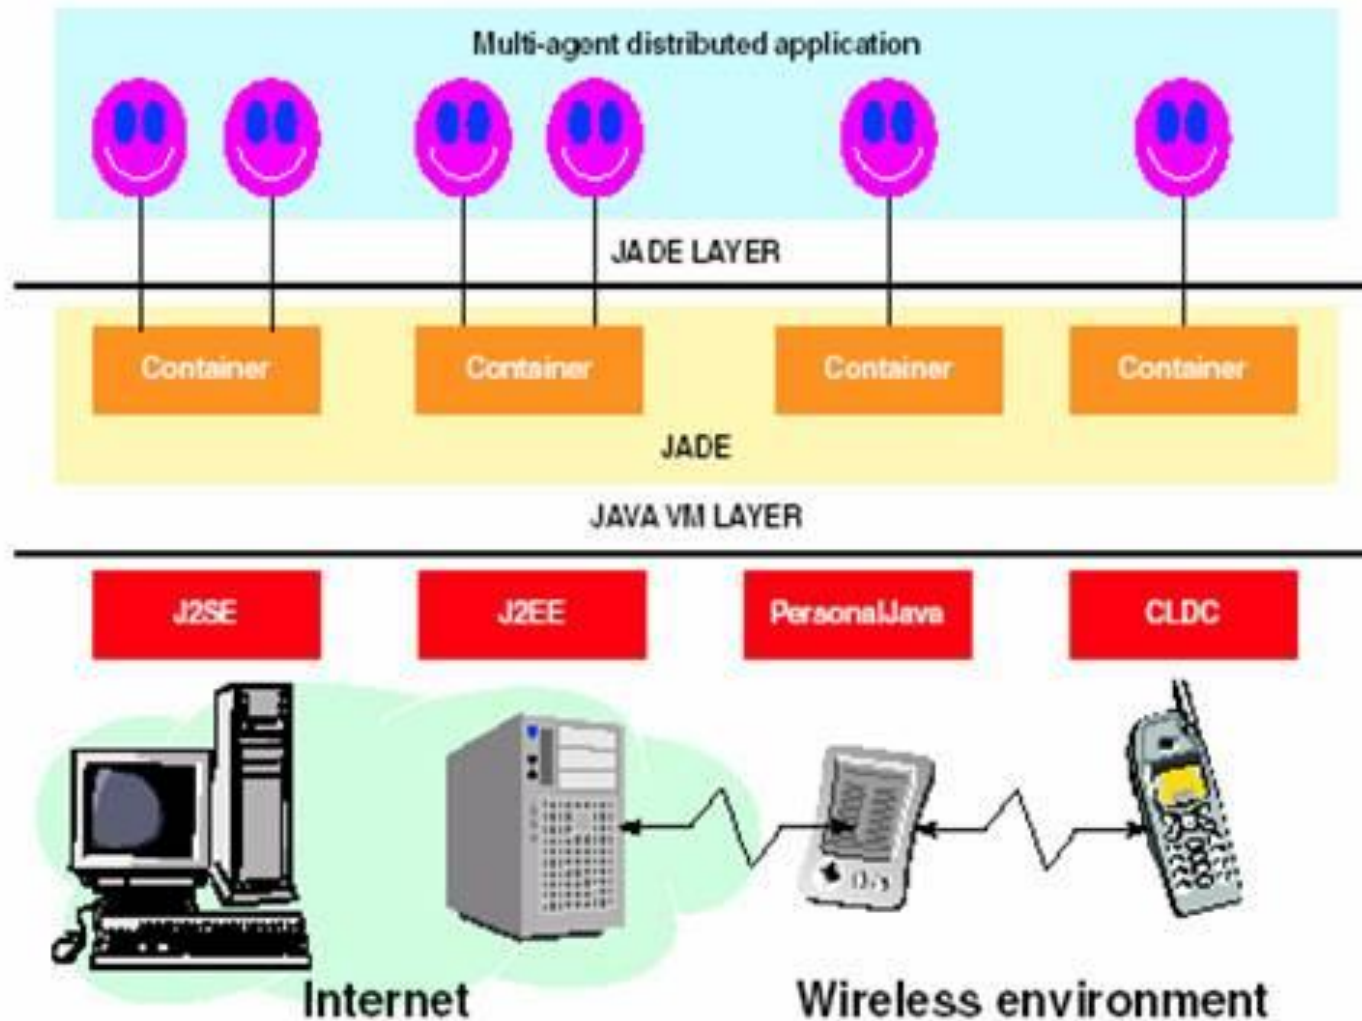 Multi-agent distributed application
JADE LAYER
Container Container Container Container
JADE
JAVA VM LAYER
J2SE J2EE PersonalJava CLDC
Internet Wireless environment